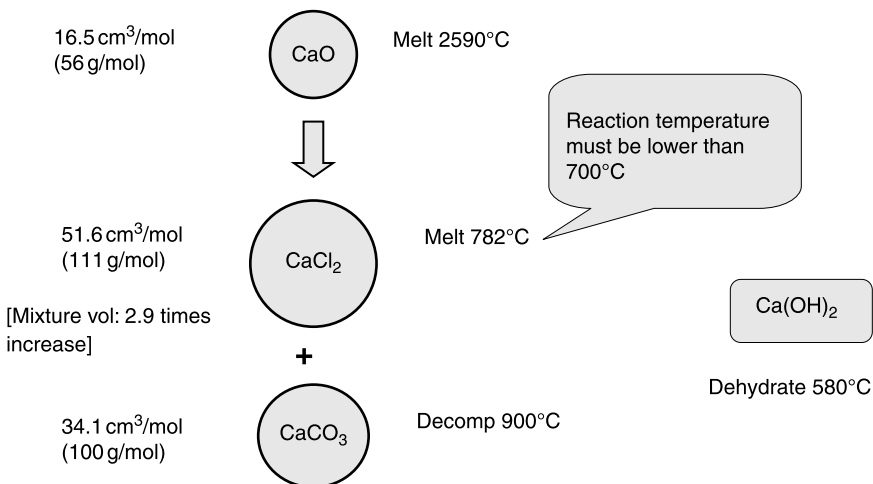 16.5 cm³/mol
(56 g/mol)
CaO
Melt 2590°C
Reaction temperature
must be lower than
700°C
51.6 cm³/mol
(111 g/mol)
CaCl₂
Melt 782°C
[Mixture vol: 2.9 times
increase]
+
Ca(OH)₂
Dehydrate 580°C
34.1 cm³/mol
(100 g/mol)
CaCO₃
Decomp 900°C